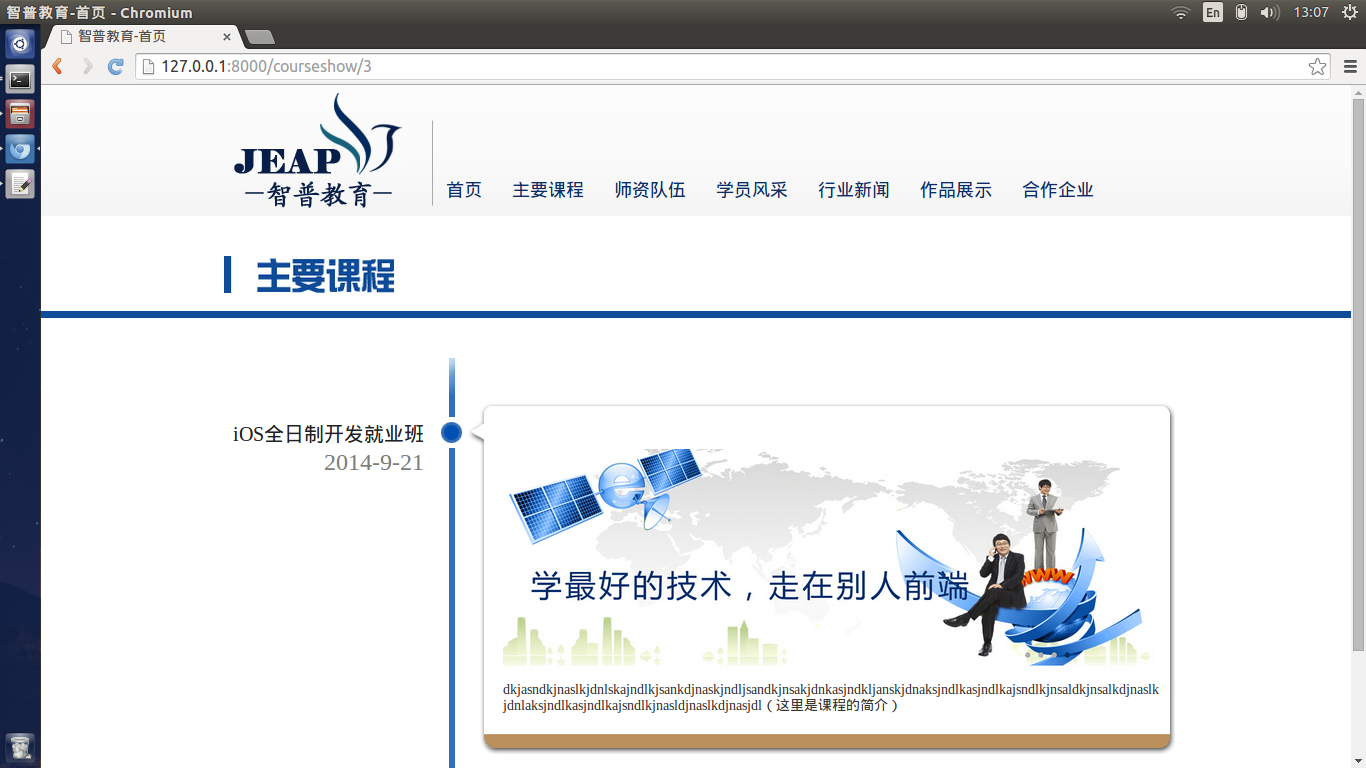 智普教育-首页 - Chromium
En
13:07
智普教育-首页
127.0.0.1:8000/courseshow/3
JEAP
智普教育
首页 主要课程 师资队伍 学员风采 行业新闻 作品展示 合作企业
主要课程
iOS全日制开发就业班
2014-9-21
学最好的技术，走在别人前端
WWW
dkjasndkjnaslkjdnlskajndlkjsankdjnaskjndljsandkjnsakjdnkasjndkljanskjdnaksjndlkasjndlkajsndlkjnsaldkjnsalkdjnaslk
jdnlaksjndlkasjndlkajsndlkjnasldjnaslkdjnasjdl（这里是课程的简介）